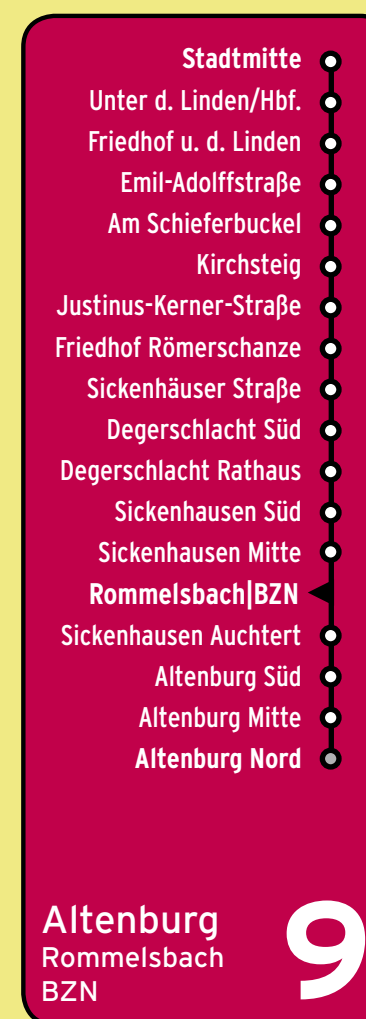 Stadtmitte
Unter d. Linden/Hbf.
Friedhof u. d. Linden
Emil-Adolffstraße
Am Schieferbuckel
Kirchsteig
Justinus-Kerner-Straße
Friedhof Römerschanze
Sickenhäuser Straße
Degerschlacht Süd
Degerschlacht Rathaus
Sickenhausen Süd
Sickenhausen Mitte
Rommelsbach|BZN
Sickenhausen Auchtert
Altenburg Süd
Altenburg Mitte
Altenburg Nord
Altenburg
Rommelsbach
BZN
9